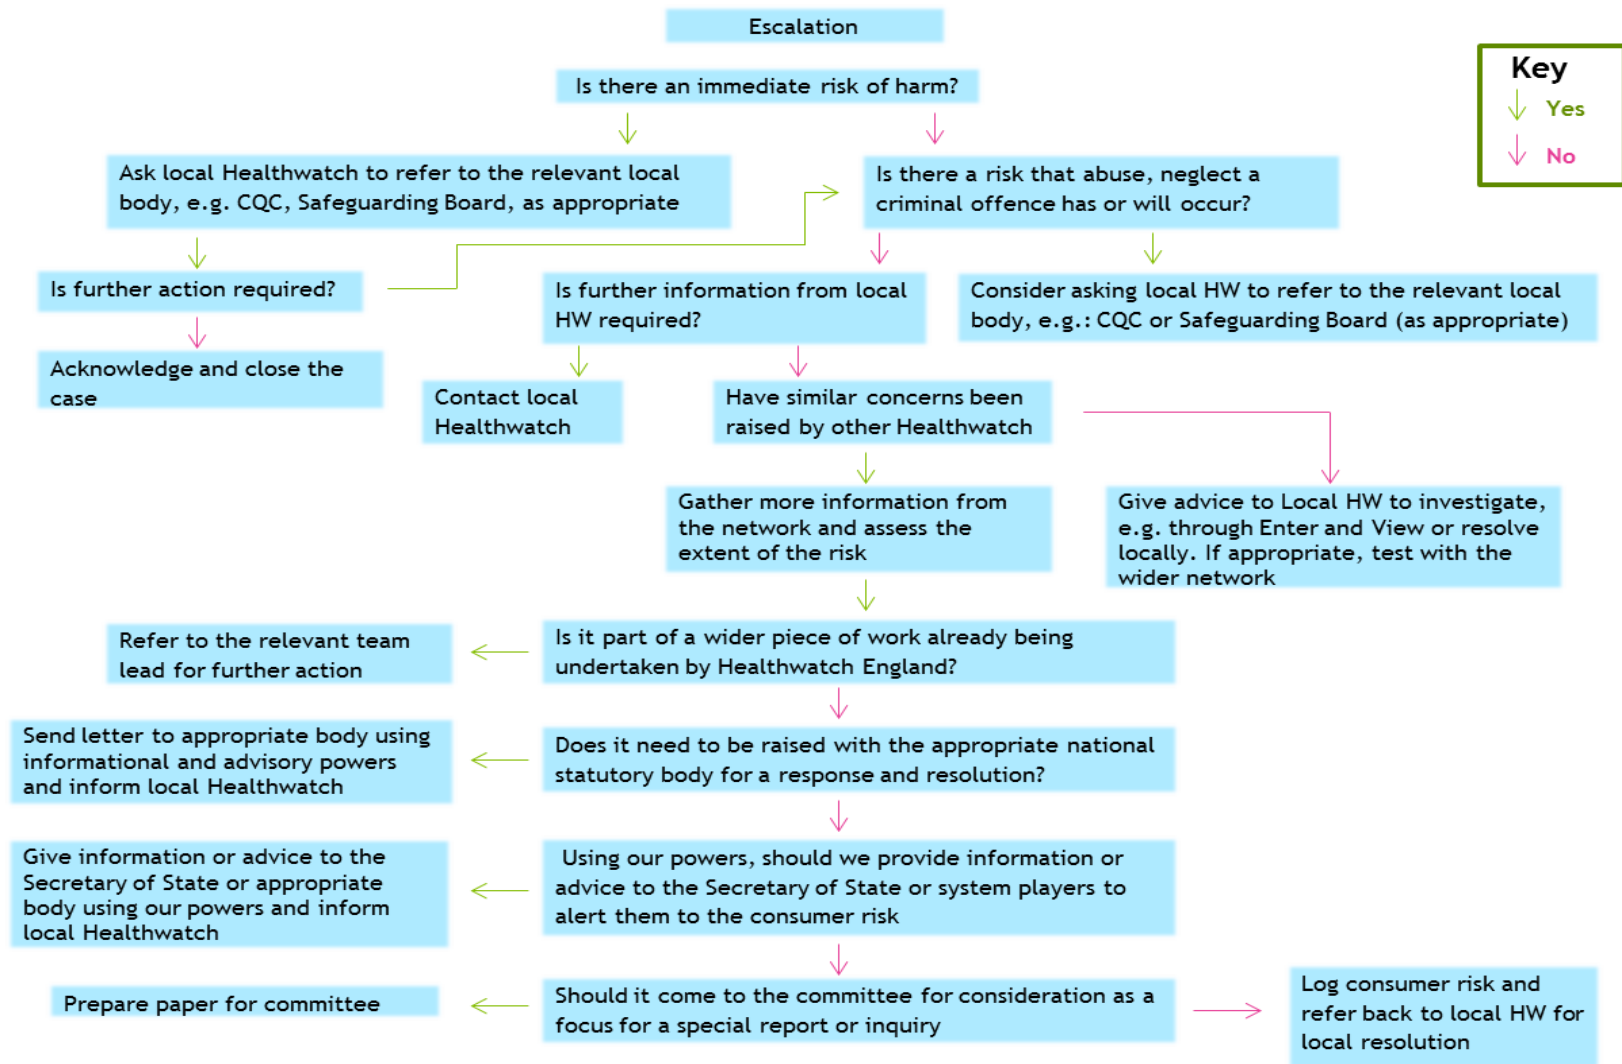 Escalation
Key
Yes
No
Is there an immediate risk of harm?
Ask local Healthwatch to refer to the relevant local
body, e.g. CQC, Safeguarding Board, as appropriate
Is there a risk that abuse, neglect a
criminal offence has or will occur?
Is further action required?
Is further information from local
HW required?
Consider asking local HW to refer to the relevant local
body, e.g.: CQC or Safeguarding Board (as appropriate)
Acknowledge and close the
case
Contact local
Healthwatch
Have similar concerns been
raised by other Healthwatch
Gather more information from
the network and assess the
extent of the risk
Give advice to Local HW to investigate,
e.g. through Enter and View or resolve
locally. If appropriate, test with the
wider network
Refer to the relevant team
lead for further action
Is it part of a wider piece of work already being
undertaken by Healthwatch England?
Send letter to appropriate body using
informational and advisory powers
and inform local Healthwatch
Does it need to be raised with the appropriate national
statutory body for a response and resolution?
Give information or advice to the
Secretary of State or appropriate
body using our powers and inform
local Healthwatch
Using our powers, should we provide information or
advice to the Secretary of State or system players to
alert them to the consumer risk
Prepare paper for committee
Should it come to the committee for consideration as a
focus for a special report or inquiry
Log consumer risk and
refer back to local HW for
local resolution